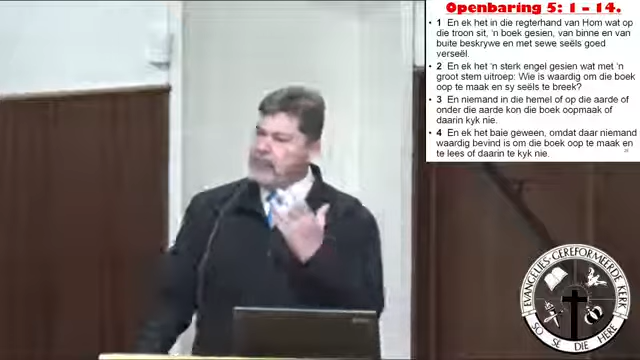 Openbaring 5: 1 – 14.
• 1 En ek het in die regterhand van Hom wat op
die troon sit, 'n boek gesien, van binne en van
buite beskrywe en met sewe seëls goed
verseël.
• 2 En ek het 'n sterk engel gesien wat met 'n
groot stem uitroep: Wie is waardig om die boek
oop te maak en sy seëls te breek?
• 3 En niemand in die hemel of op die aarde of
onder die aarde kon die boek oopmaak of
daarin kyk nie.
• 4 En ek het baie geween, omdat daar niemand
waardig bevind is om die boek oop te maak en
te lees of daarin te kyk nie.
EVANGELIES-GEREFORMEERDE KERK
SO SE DIE HERE